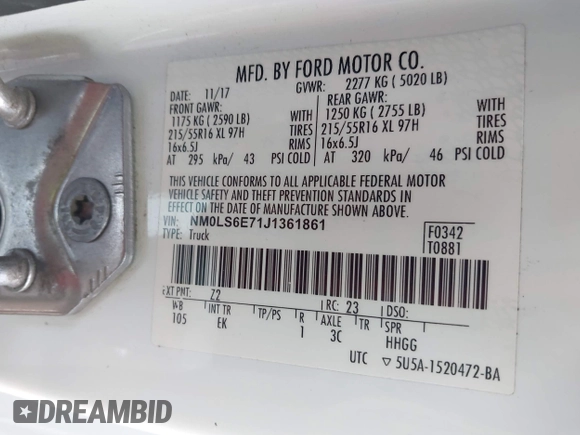 MFD. BY FORD MOTOR CO.
DATE: 11/17 GVWR: 2277 KG ( 5020 LB)
FRONT GAWR: REAR GAWR:
1175 KG ( 2590 LB) 1250 KG ( 2755 LB)
215/55R16 XL 97H TIRES 215/55R16 XL 97H TIRES
16x6.5J RIMS 16x6.5J RIMS
AT 295 kPa/ 43 PSI COLD AT 320 kPa/ 46 PSI COLD
THIS VEHICLE CONFORMS TO ALL APPLICABLE FEDERAL MOTOR
VEHICLE SAFETY AND THEFT PREVENTION STANDARDS
IN EFFECT ON THE DATE OF MANUFACTURE SHOWN ABOVE.
VIN: NM0LS6E71J1361861 F0342
TYPE: Truck T0881
EXT PNT: Z2 RC: 23 DSO:
WB INT TR TP/PS R AXLE TR SPR
105 EK 1 3C HHGG
UTC ▽ 5U5A-1520472-BA
DREAMBID